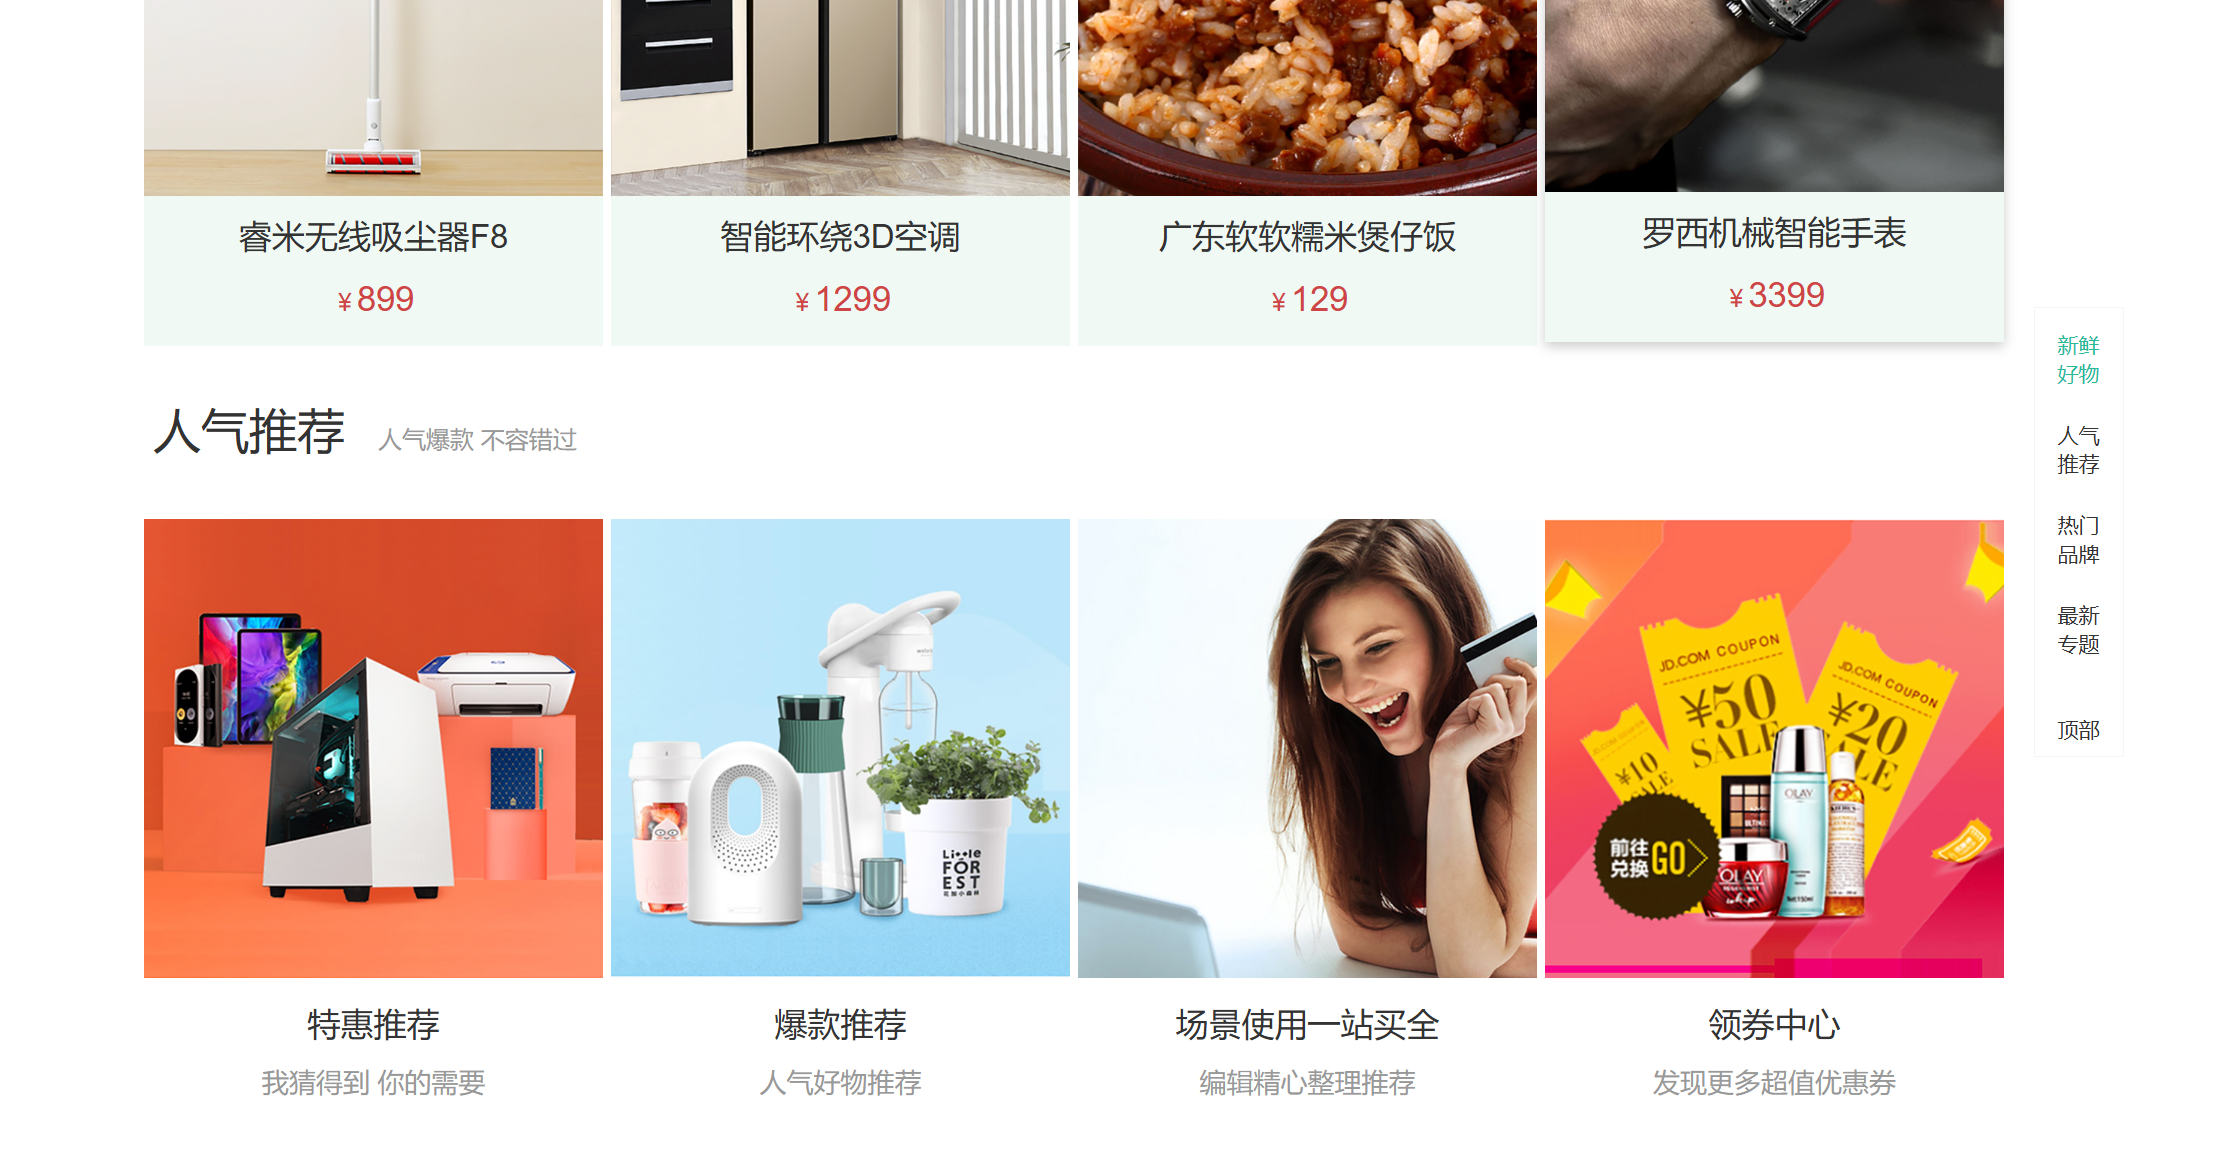 睿米无线吸尘器F8
¥ 899
智能环绕3D空调
¥ 1299
广东软软糯米煲仔饭
¥ 129
罗西机械智能手表
¥ 3399
人气推荐
人气爆款 不容错过
JD.COM COUPON
¥50
SALE
JD.COM COUPON
¥20
SALE
¥10
SALE
OLAY
OLAY
前往
兑换GO
Little
FOR
EST
特惠推荐
我猜得到 你的需要
爆款推荐
人气好物推荐
场景使用一站买全
编辑精心整理推荐
领券中心
发现更多超值优惠券
新鲜
好物
人气
推荐
热门
品牌
最新
专题
顶部